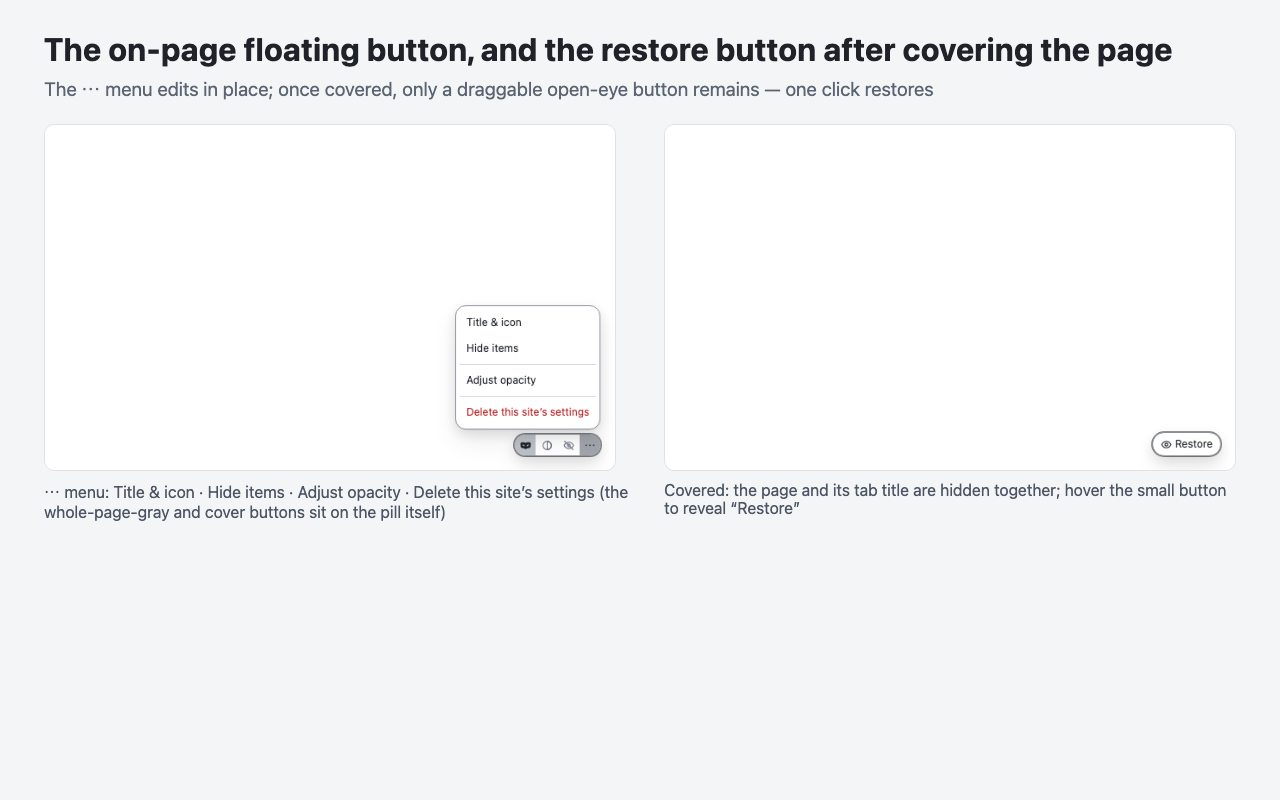 The on-page floating button, and the restore button after covering the page
The ··· menu edits in place; once covered, only a draggable open-eye button remains — one click restores
Title & icon
Hide items
Adjust opacity
Delete this site’s settings
···
Restore
··· menu: Title & icon · Hide items · Adjust opacity · Delete this site’s settings (the
whole-page-gray and cover buttons sit on the pill itself)
Covered: the page and its tab title are hidden together; hover the small button
to reveal “Restore”